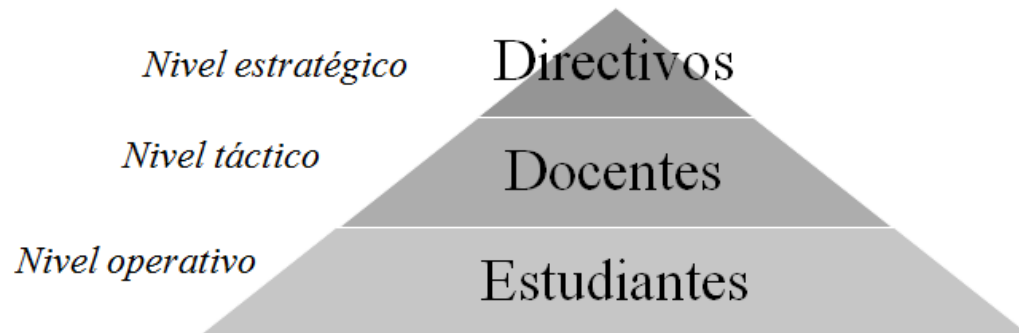 Nivel estratégico
Directivos
Nivel táctico
Docentes
Nivel operativo
Estudiantes